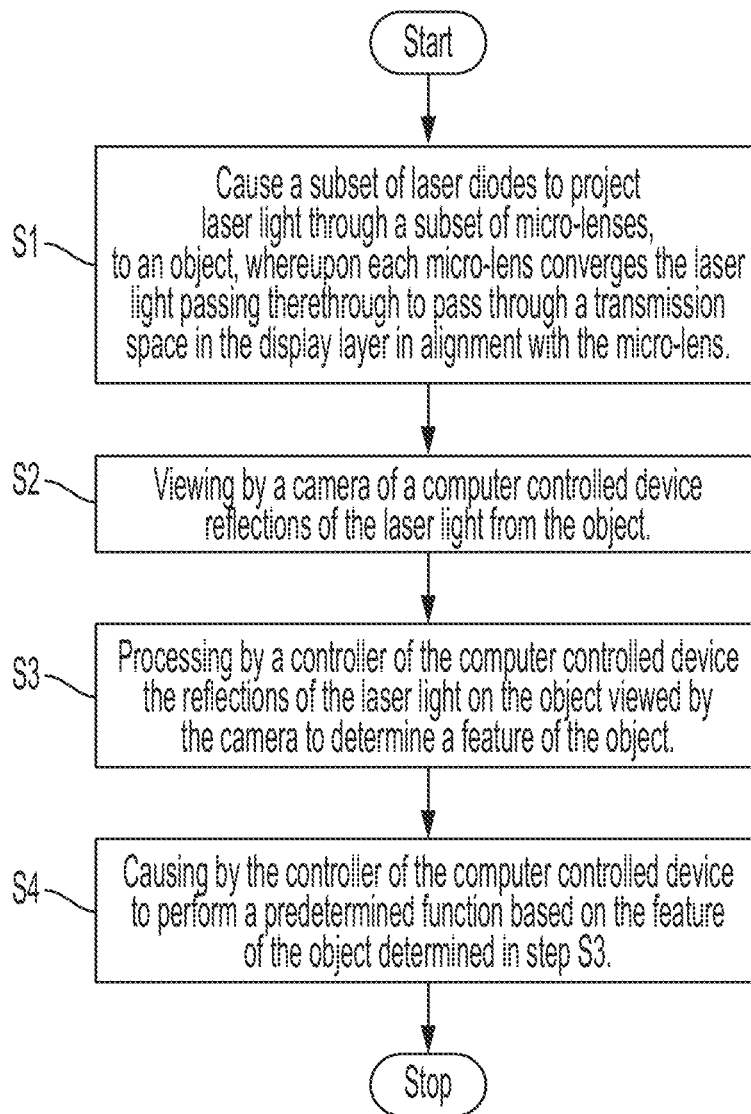 Start
S1
Cause a subset of laser diodes to project
laser light through a subset of micro-lenses,
to an object, whereupon each micro-lens converges the laser
light passing therethrough to pass through a transmission
space in the display layer in alignment with the micro-lens.
S2
Viewing by a camera of a computer controlled device
reflections of the laser light from the object.
S3
Processing by a controller of the computer controlled device
the reflections of the laser light on the object viewed by
the camera to determine a feature of the object.
S4
Causing by the controller of the computer controlled device
to perform a predetermined function based on the feature
of the object determined in step S3.
Stop